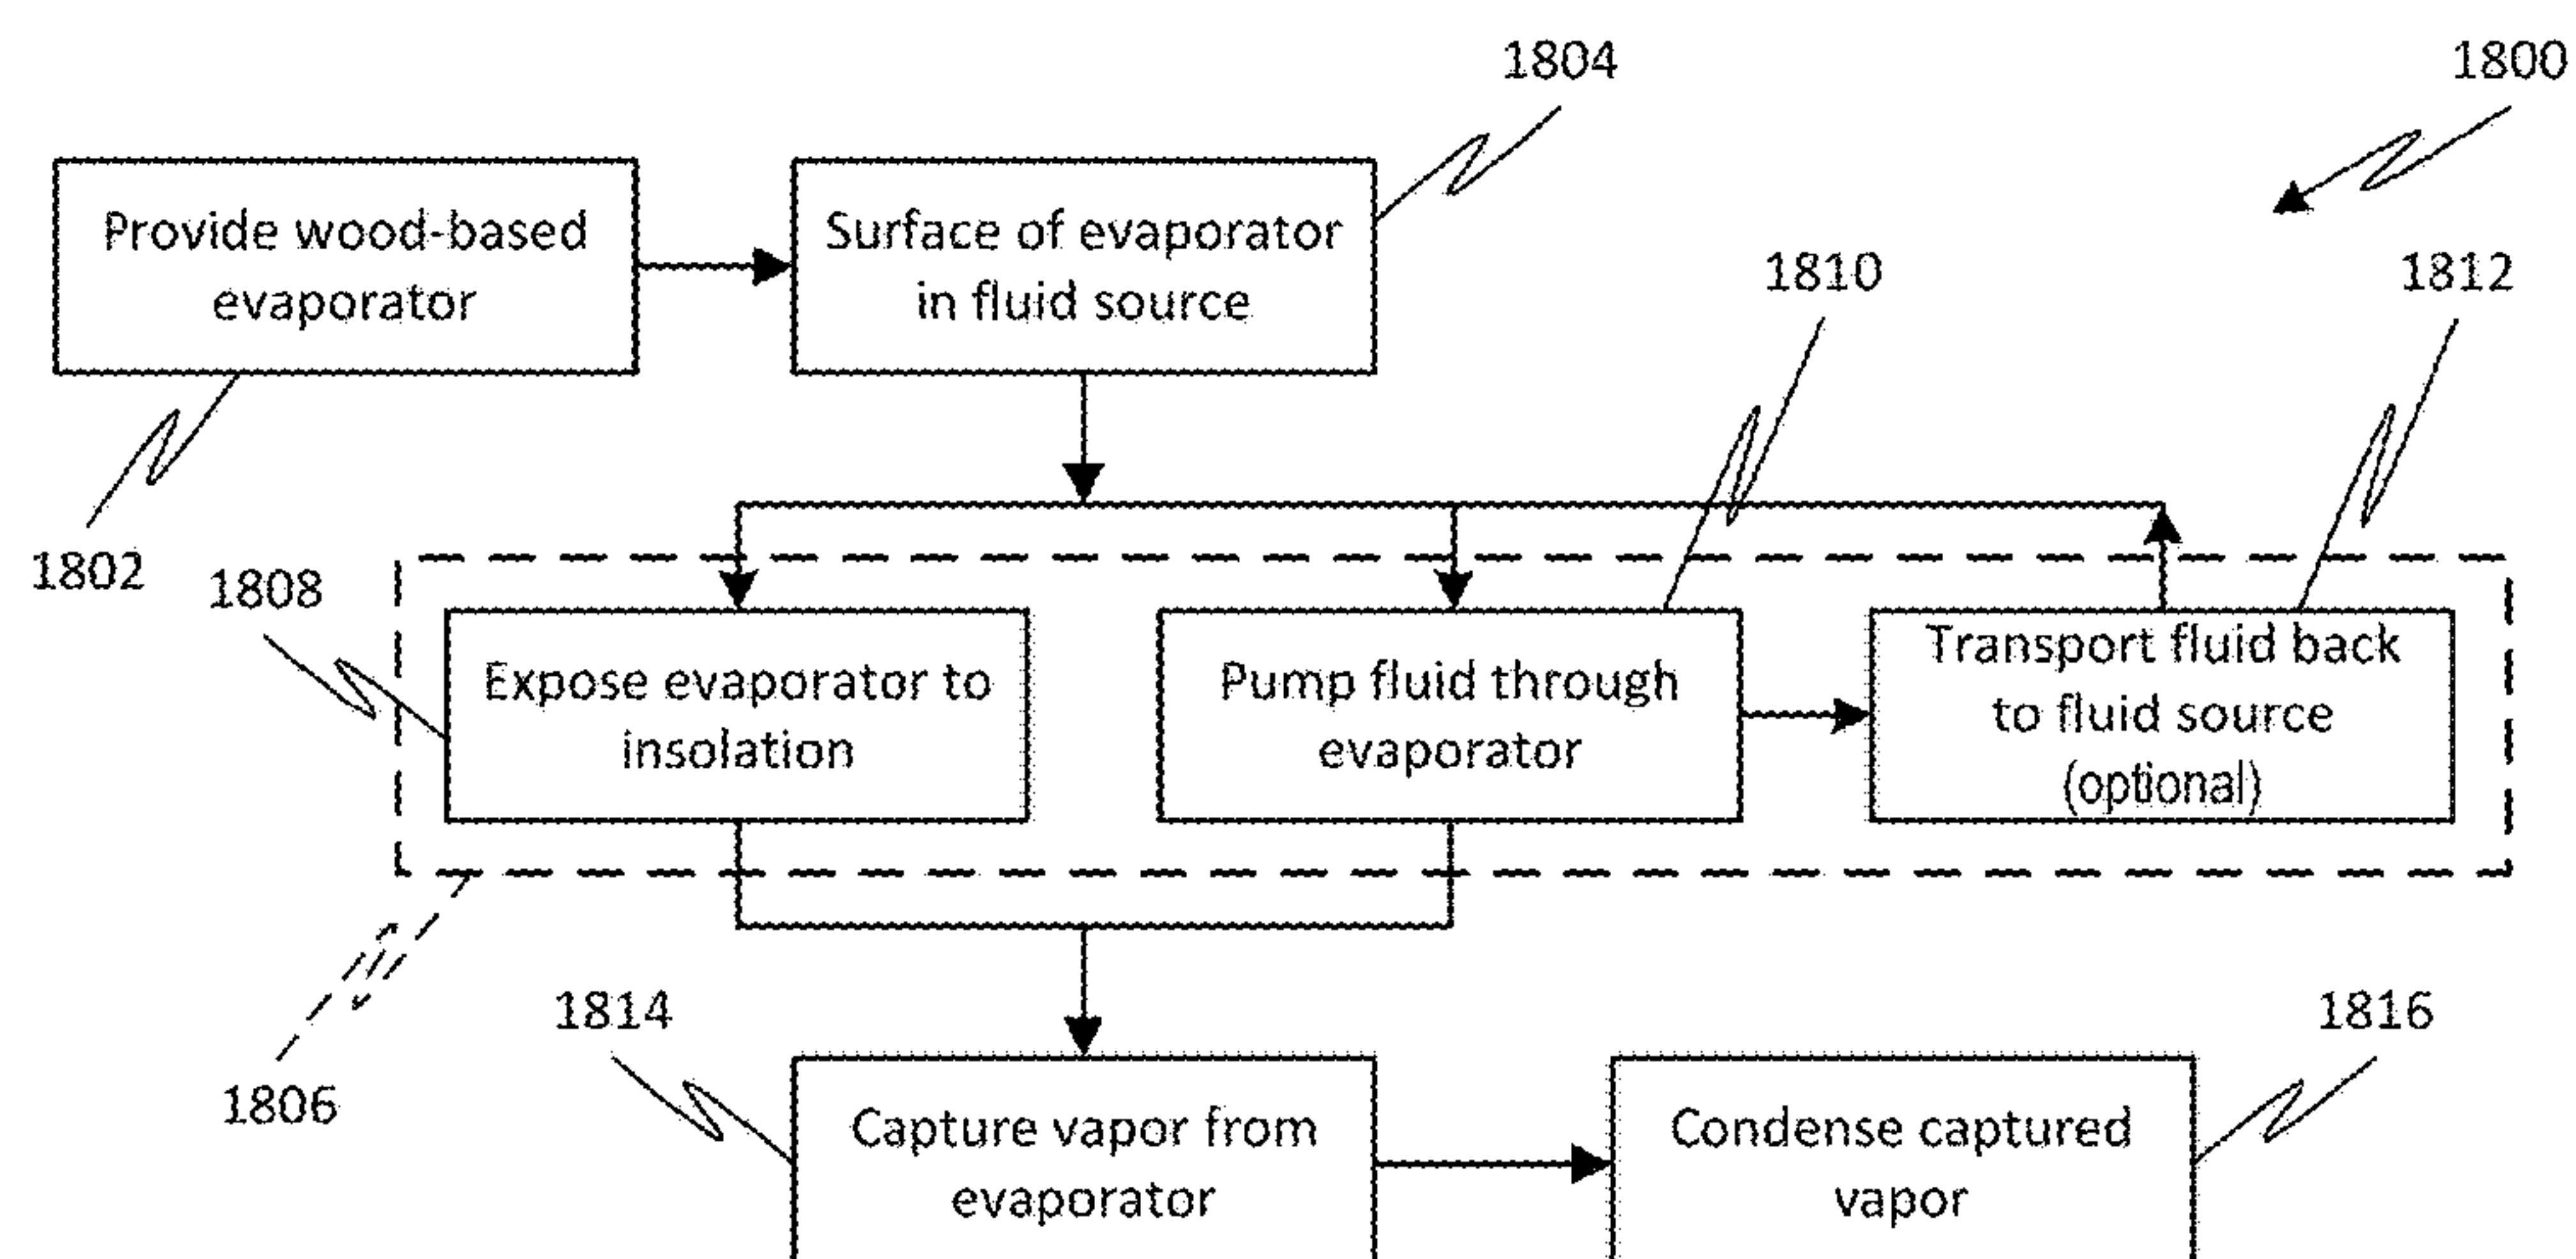 1804
1800
Provide wood-based
evaporator
Surface of evaporator
in fluid source
1810
1812
1802
1808
Expose evaporator to
insolation
Pump fluid through
evaporator
Transport fluid back
to fluid source
(optional)
1806
1814
1816
Capture vapor from
evaporator
Condense captured
vapor